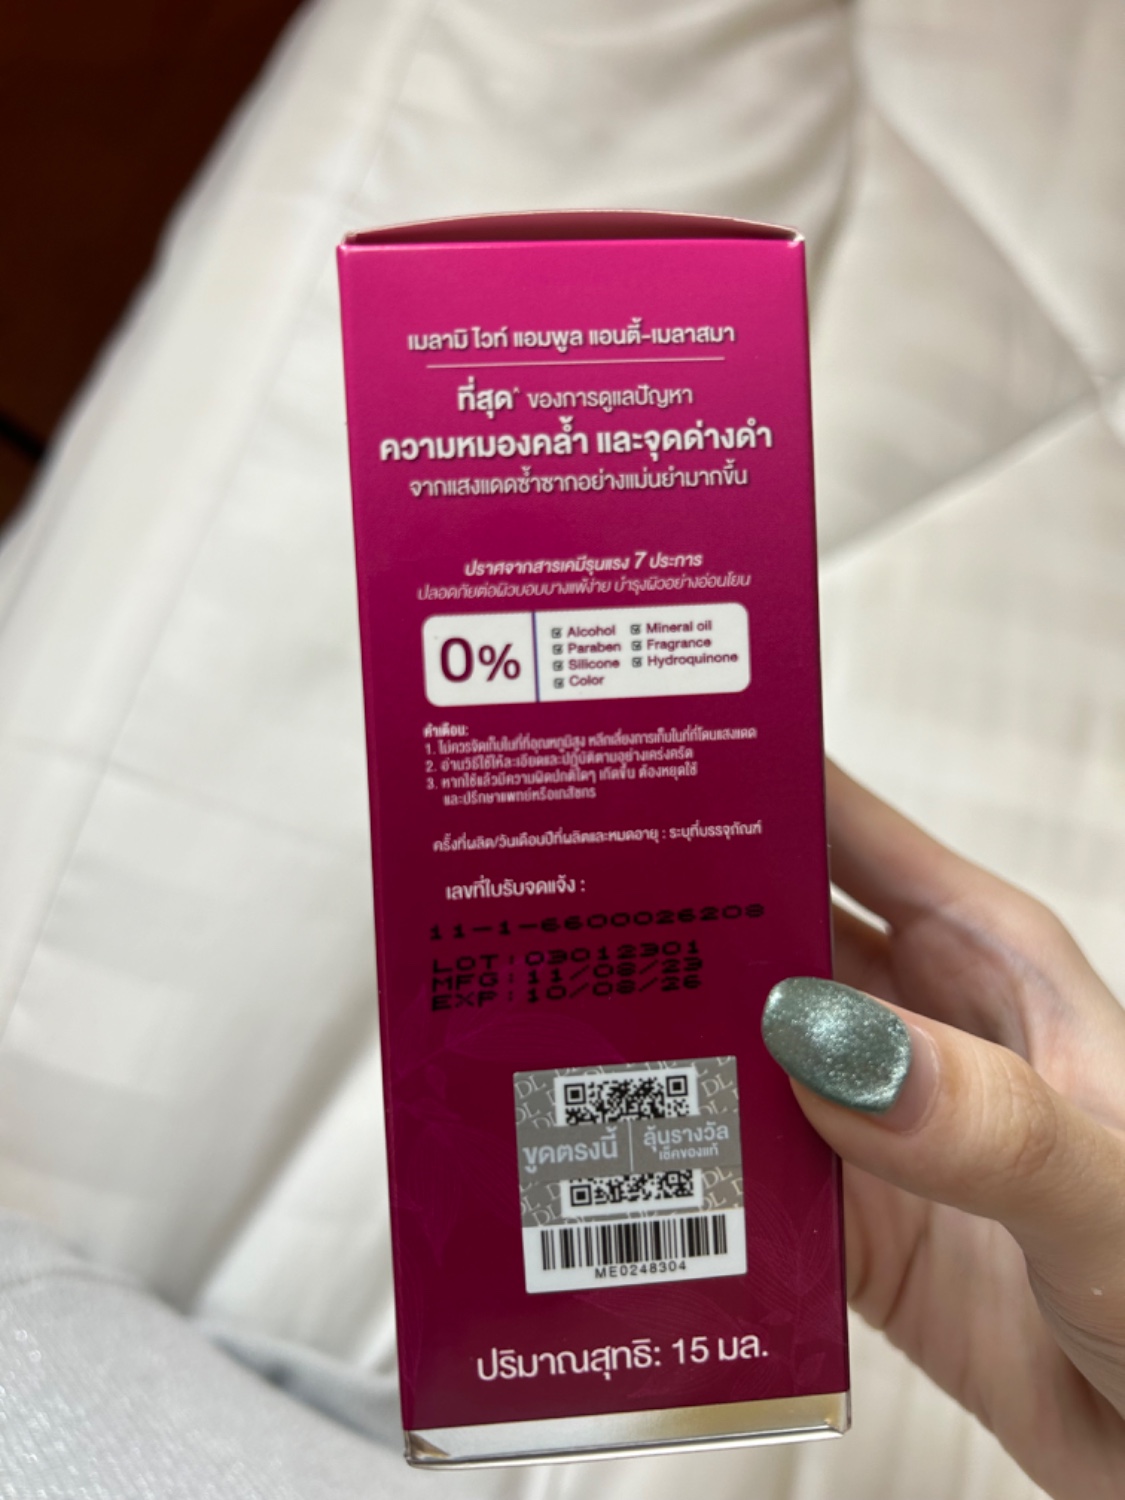 เมลามิ ไวท์ แอมพูล แอนตี้-เมลาสมา
ที่สุด^ ของการดูแลปัญหา
ความหมองคล้ำ และจุดด่างดำ
จากแสงแดดซ้ำซากอย่างแม่นยำมากขึ้น
ปราศจากสารเคมีรุนแรง 7 ประการ
ปลอดภัยต่อผิวบอบบางแพ้ง่าย บำรุงผิวอย่างอ่อนโยน
0%
Alcohol Mineral oil
Paraben Fragrance
Silicone Hydroquinone
Color
คำเตือน:
1. ไม่ควรจัดเก็บในที่ที่อุณหภูมิสูง หลีกเลี่ยงการเก็บในที่ที่โดนแสงแดด
2. อ่านวิธีใช้ให้ละเอียดและปฏิบัติตามอย่างเคร่งครัด
3. หากใช้แล้วมีความผิดปกติใดๆ เกิดขึ้น ต้องหยุดใช้
และปรึกษาแพทย์หรือเภสัชกร
ครั้งที่ผลิต/วันเดือนปีที่ผลิตและหมดอายุ : ระบุที่บรรจุภัณฑ์
เลขที่ใบรับจดแจ้ง :
11-1-6600026208
LOT:03012301
MFG:11/08/23
EXP:10/08/26
ขูดตรงนี้
ลุ้นรางวัล
เช็คของแท้
ME0248304
ปริมาณสุทธิ: 15 มล.